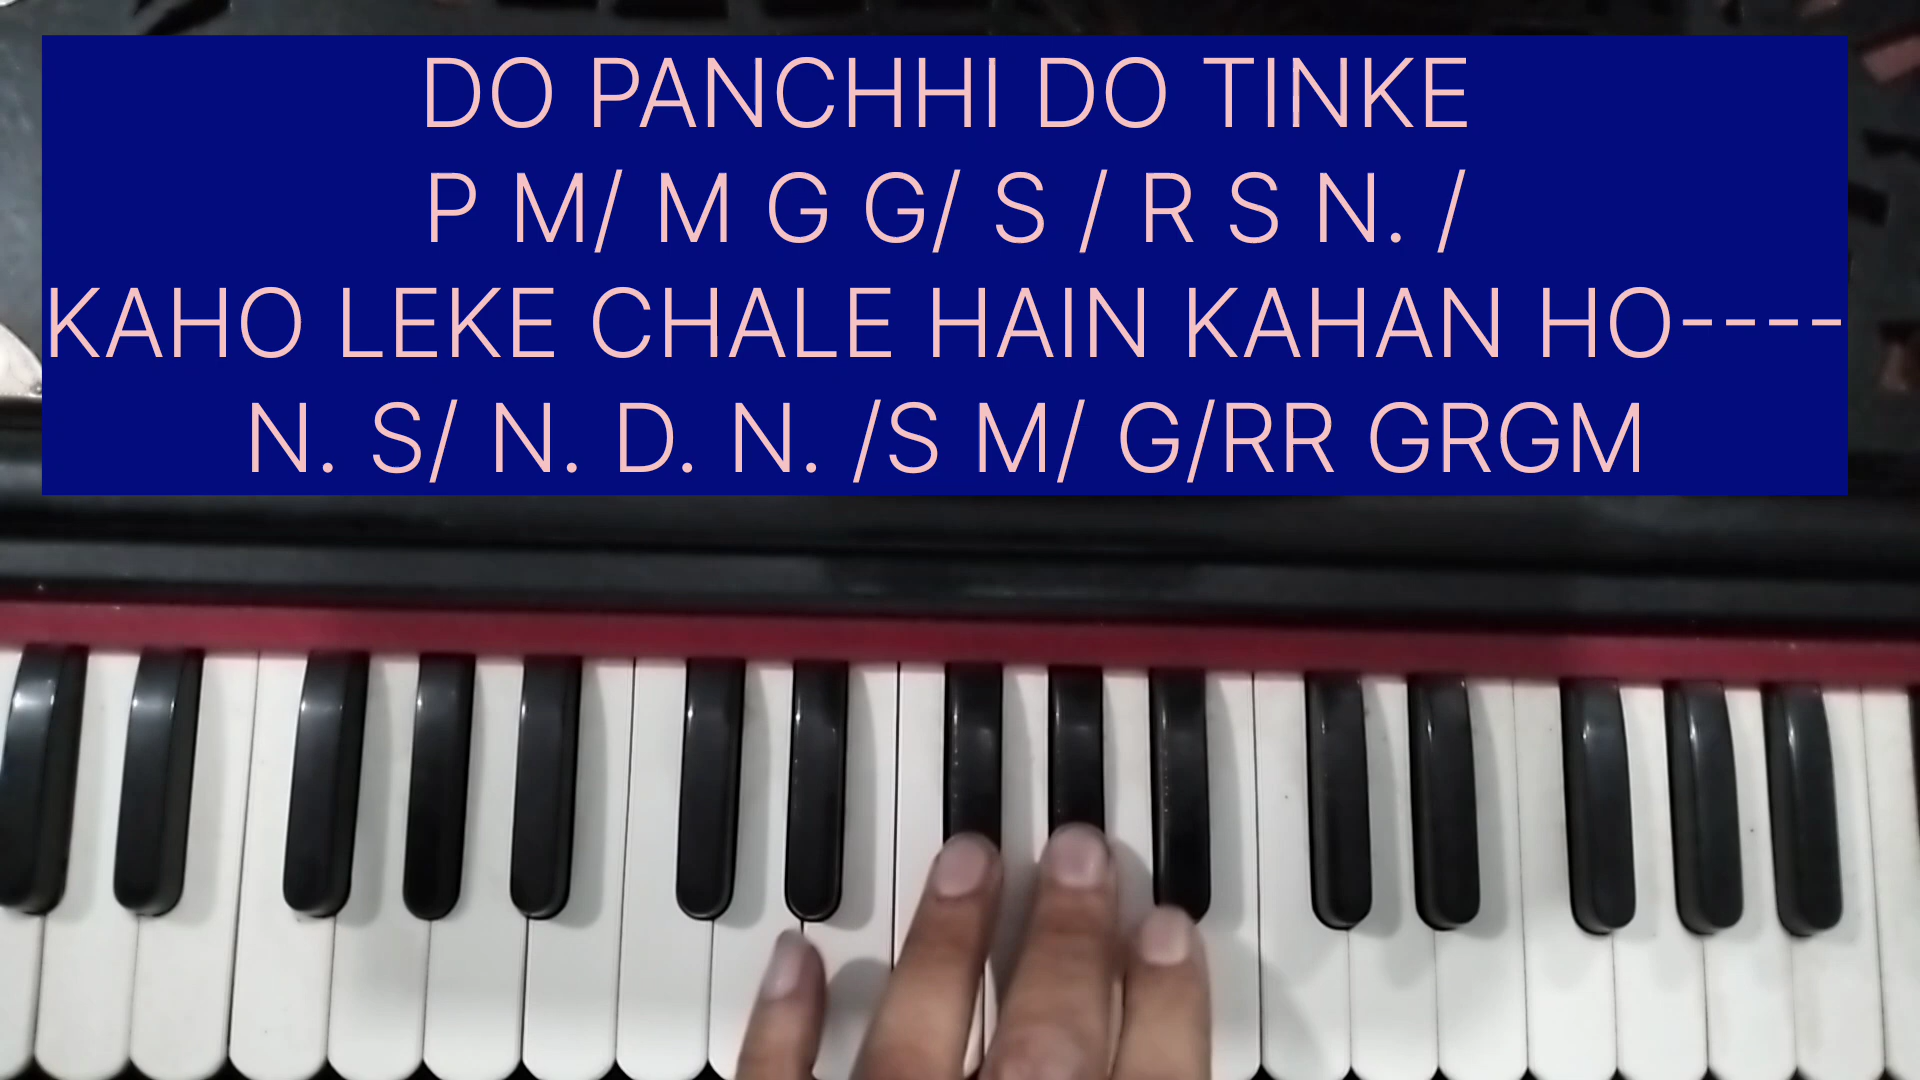 DO PANCHHI DO TINKE
P M/ M G G/ S / R S N. /
KAHO LEKE CHALE HAIN KAHAN HO----
N. S/ N. D. N. /S M/ G/RR GRGM